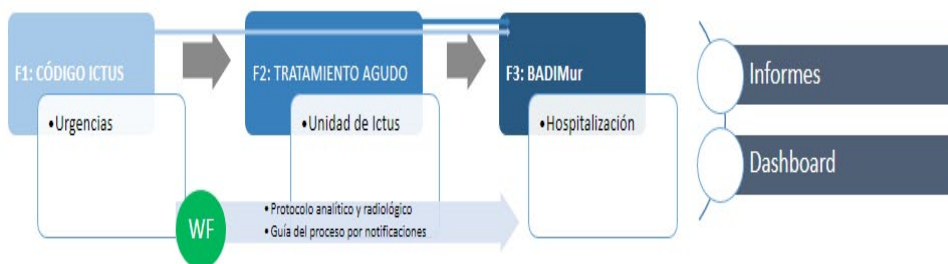 F1: CÓDIGO ICTUS
•Urgencias
F2: TRATAMIENTO AGUDO
•Unidad de Ictus
F3: BADIMur
•Hospitalización
WF
• Protocolo analítico y radiológico
• Guía del proceso por notificaciones
Informes
Dashboard